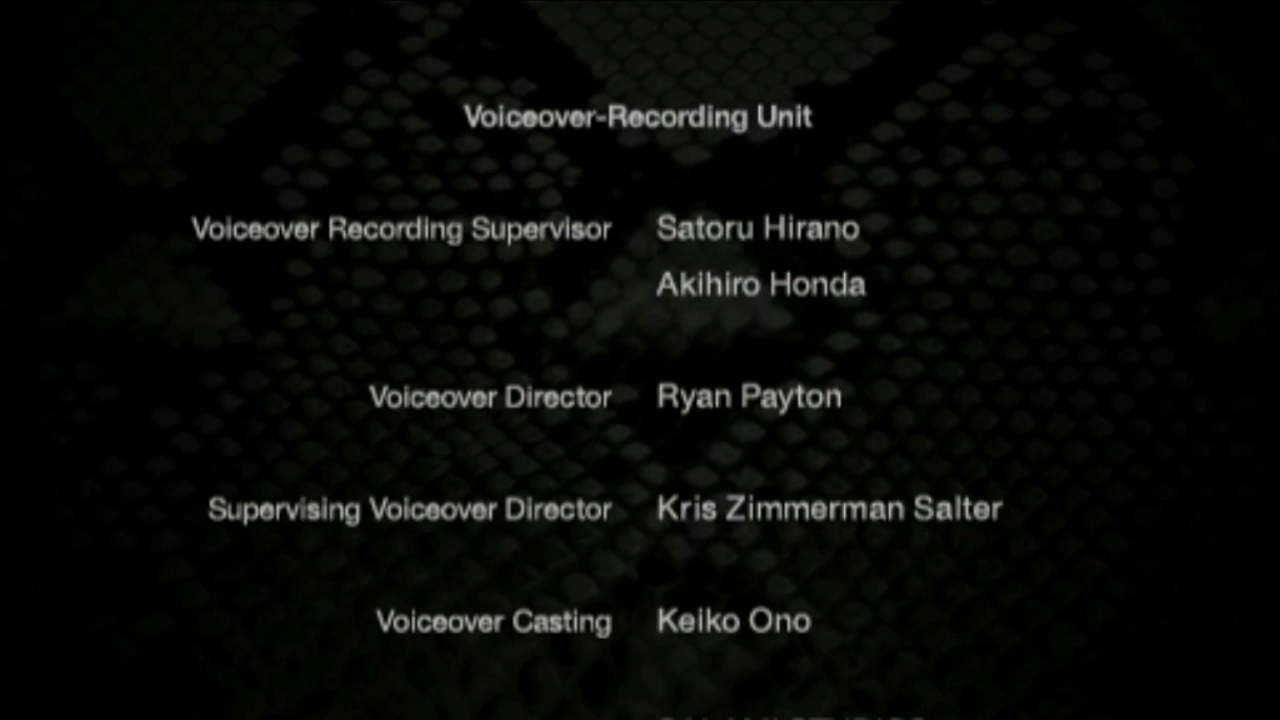 Voiceover-Recording Unit
Voiceover Recording Supervisor Satoru Hirano
Akihiro Honda
Voiceover Director Ryan Payton
Supervising Voiceover Director Kris Zimmerman Salter
Voiceover Casting Keiko Ono